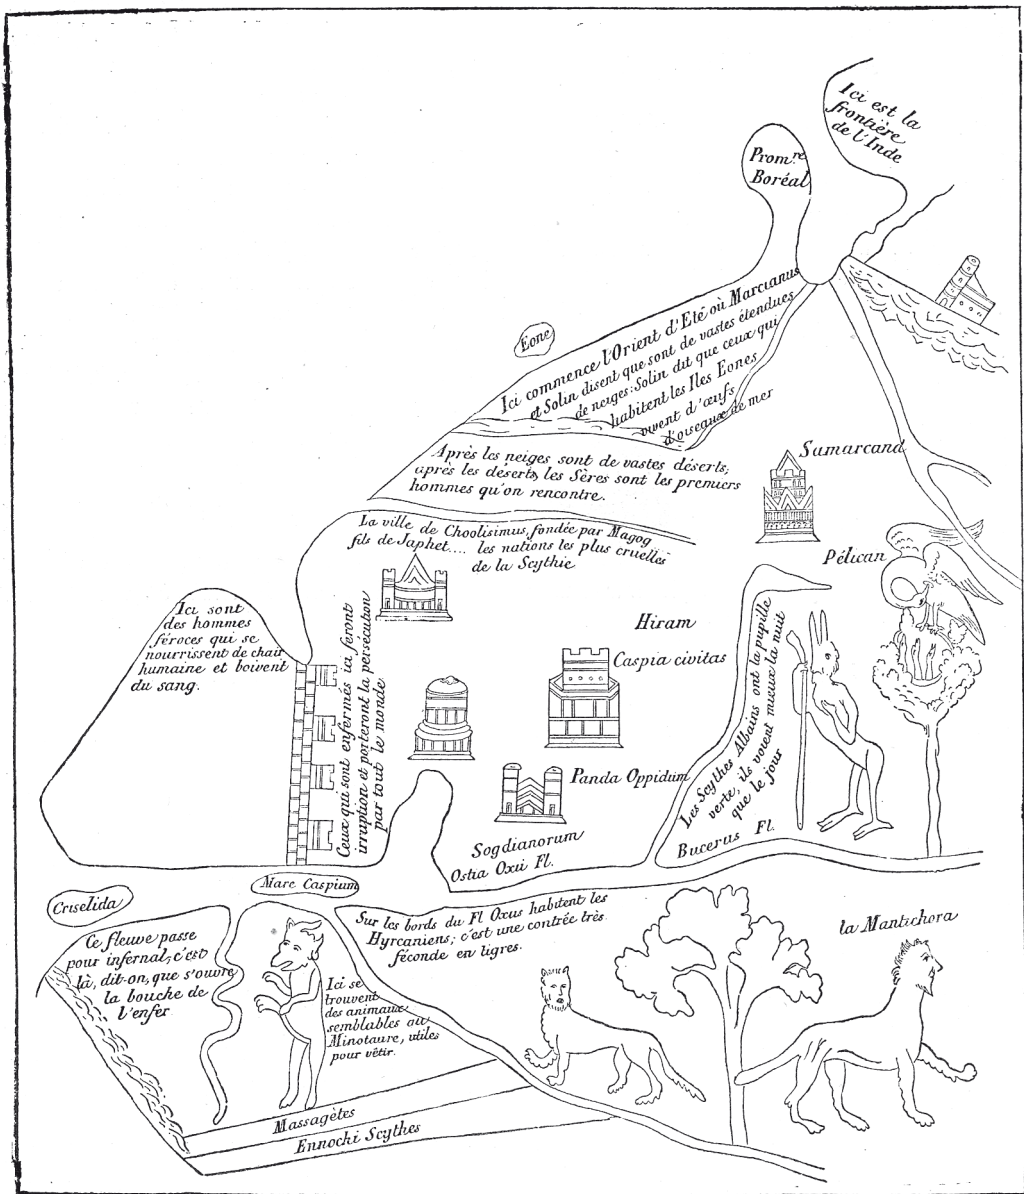 Ici est la
frontière
de l'Inde
Prom.re
Boréal
Eone
Ici commence l'Orient d'Eté où Marcianus
et Solin disent que sont de vastes étendues
de neiges: Solin dit que ceux qui
habitent les Iles Eones
vivent d'œufs
d'oiseaux de mer
Après les neiges sont de vastes déserts,
après les déserts, les Sères sont les premiers
hommes qu'on rencontre.
Samarcand
La ville de Choolisimus, fondée par Magog
fils de Japhet.... les nations les plus cruelles
de la Scythie
Pélican
Ici sont
des hommes
féroces qui se
nourrissent de chair
humaine et boivent
du sang.
Ceux qui sont enfermés ici feront
irruption et porteront la persécution
par tout le monde
Hiram
Caspia civitas
Panda Oppidum
Les Scythes Albains ont la pupille
verte, ils voient mieux la nuit
que le jour
Sogdianorum
Ostia Oxii Fl.
Bucerus Fl.
Criselida
Mare Caspium
Sur les bords du Fl Oxus habitent les
Hyrcaniens; c'est une contrée très
féconde en tigres.
la Mantichora
Ce fleuve passe
pour infernal, c'est
là, dit-on, que s'ouvre
la bouche de
l'enfer
Ici se
trouvent
des animaux
semblables au
Minotaure, utiles
pour vêtir.
Massagètes
Ennochi Scythes